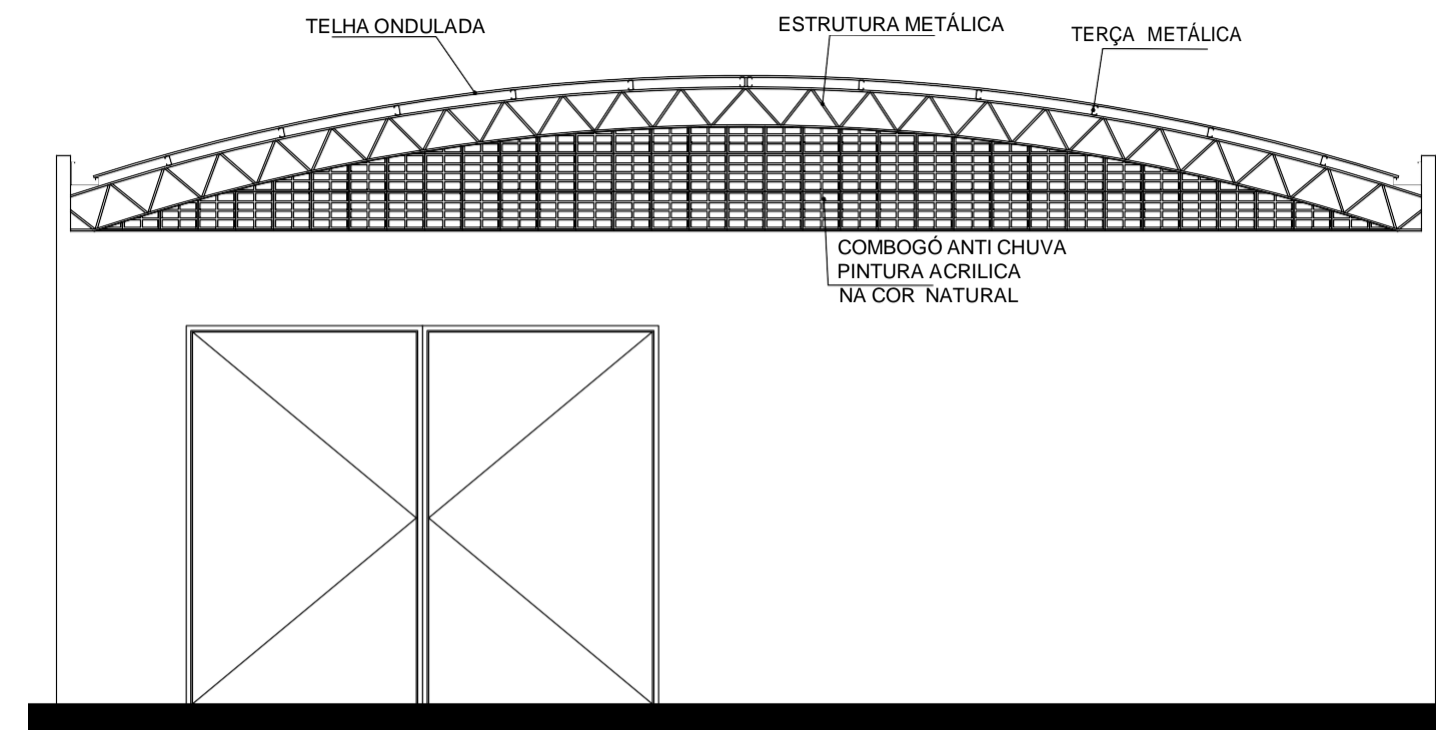 TELHA ONDULADA
ESTRUTURA METÁLICA
TERÇA METÁLICA
COMBOGÓ ANTI CHUVA
PINTURA ACRILICA
NA COR NATURAL